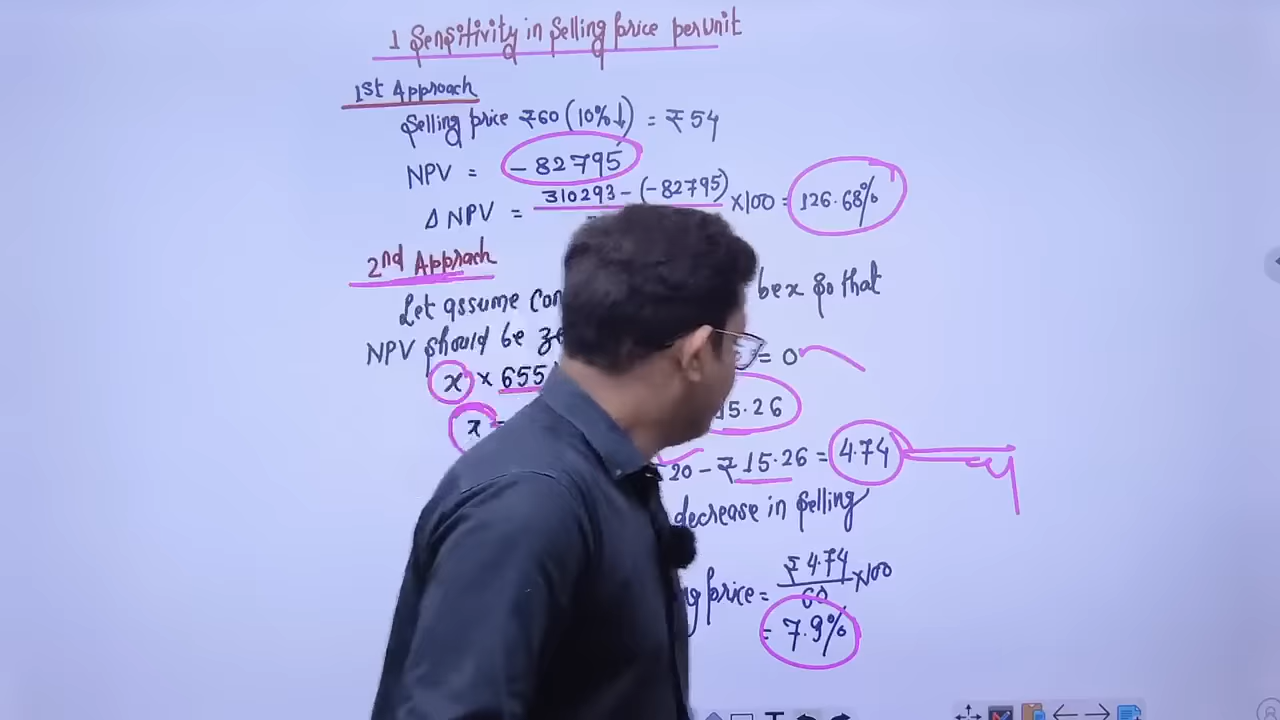 1 Sensitivity in Selling price per unit
1st Approach
Selling price ₹60 (10%↓) = ₹54
NPV = -82795
Δ NPV = 310293 - (-82795) ×100 = 126.68%
2nd Approach
Let assume be x so that
NPV should be
x × 655 = 0
x = 15.26
20 - ₹15.26 = 4.74
decrease in selling
price = ₹4.74 ×100
60
= 7.9%